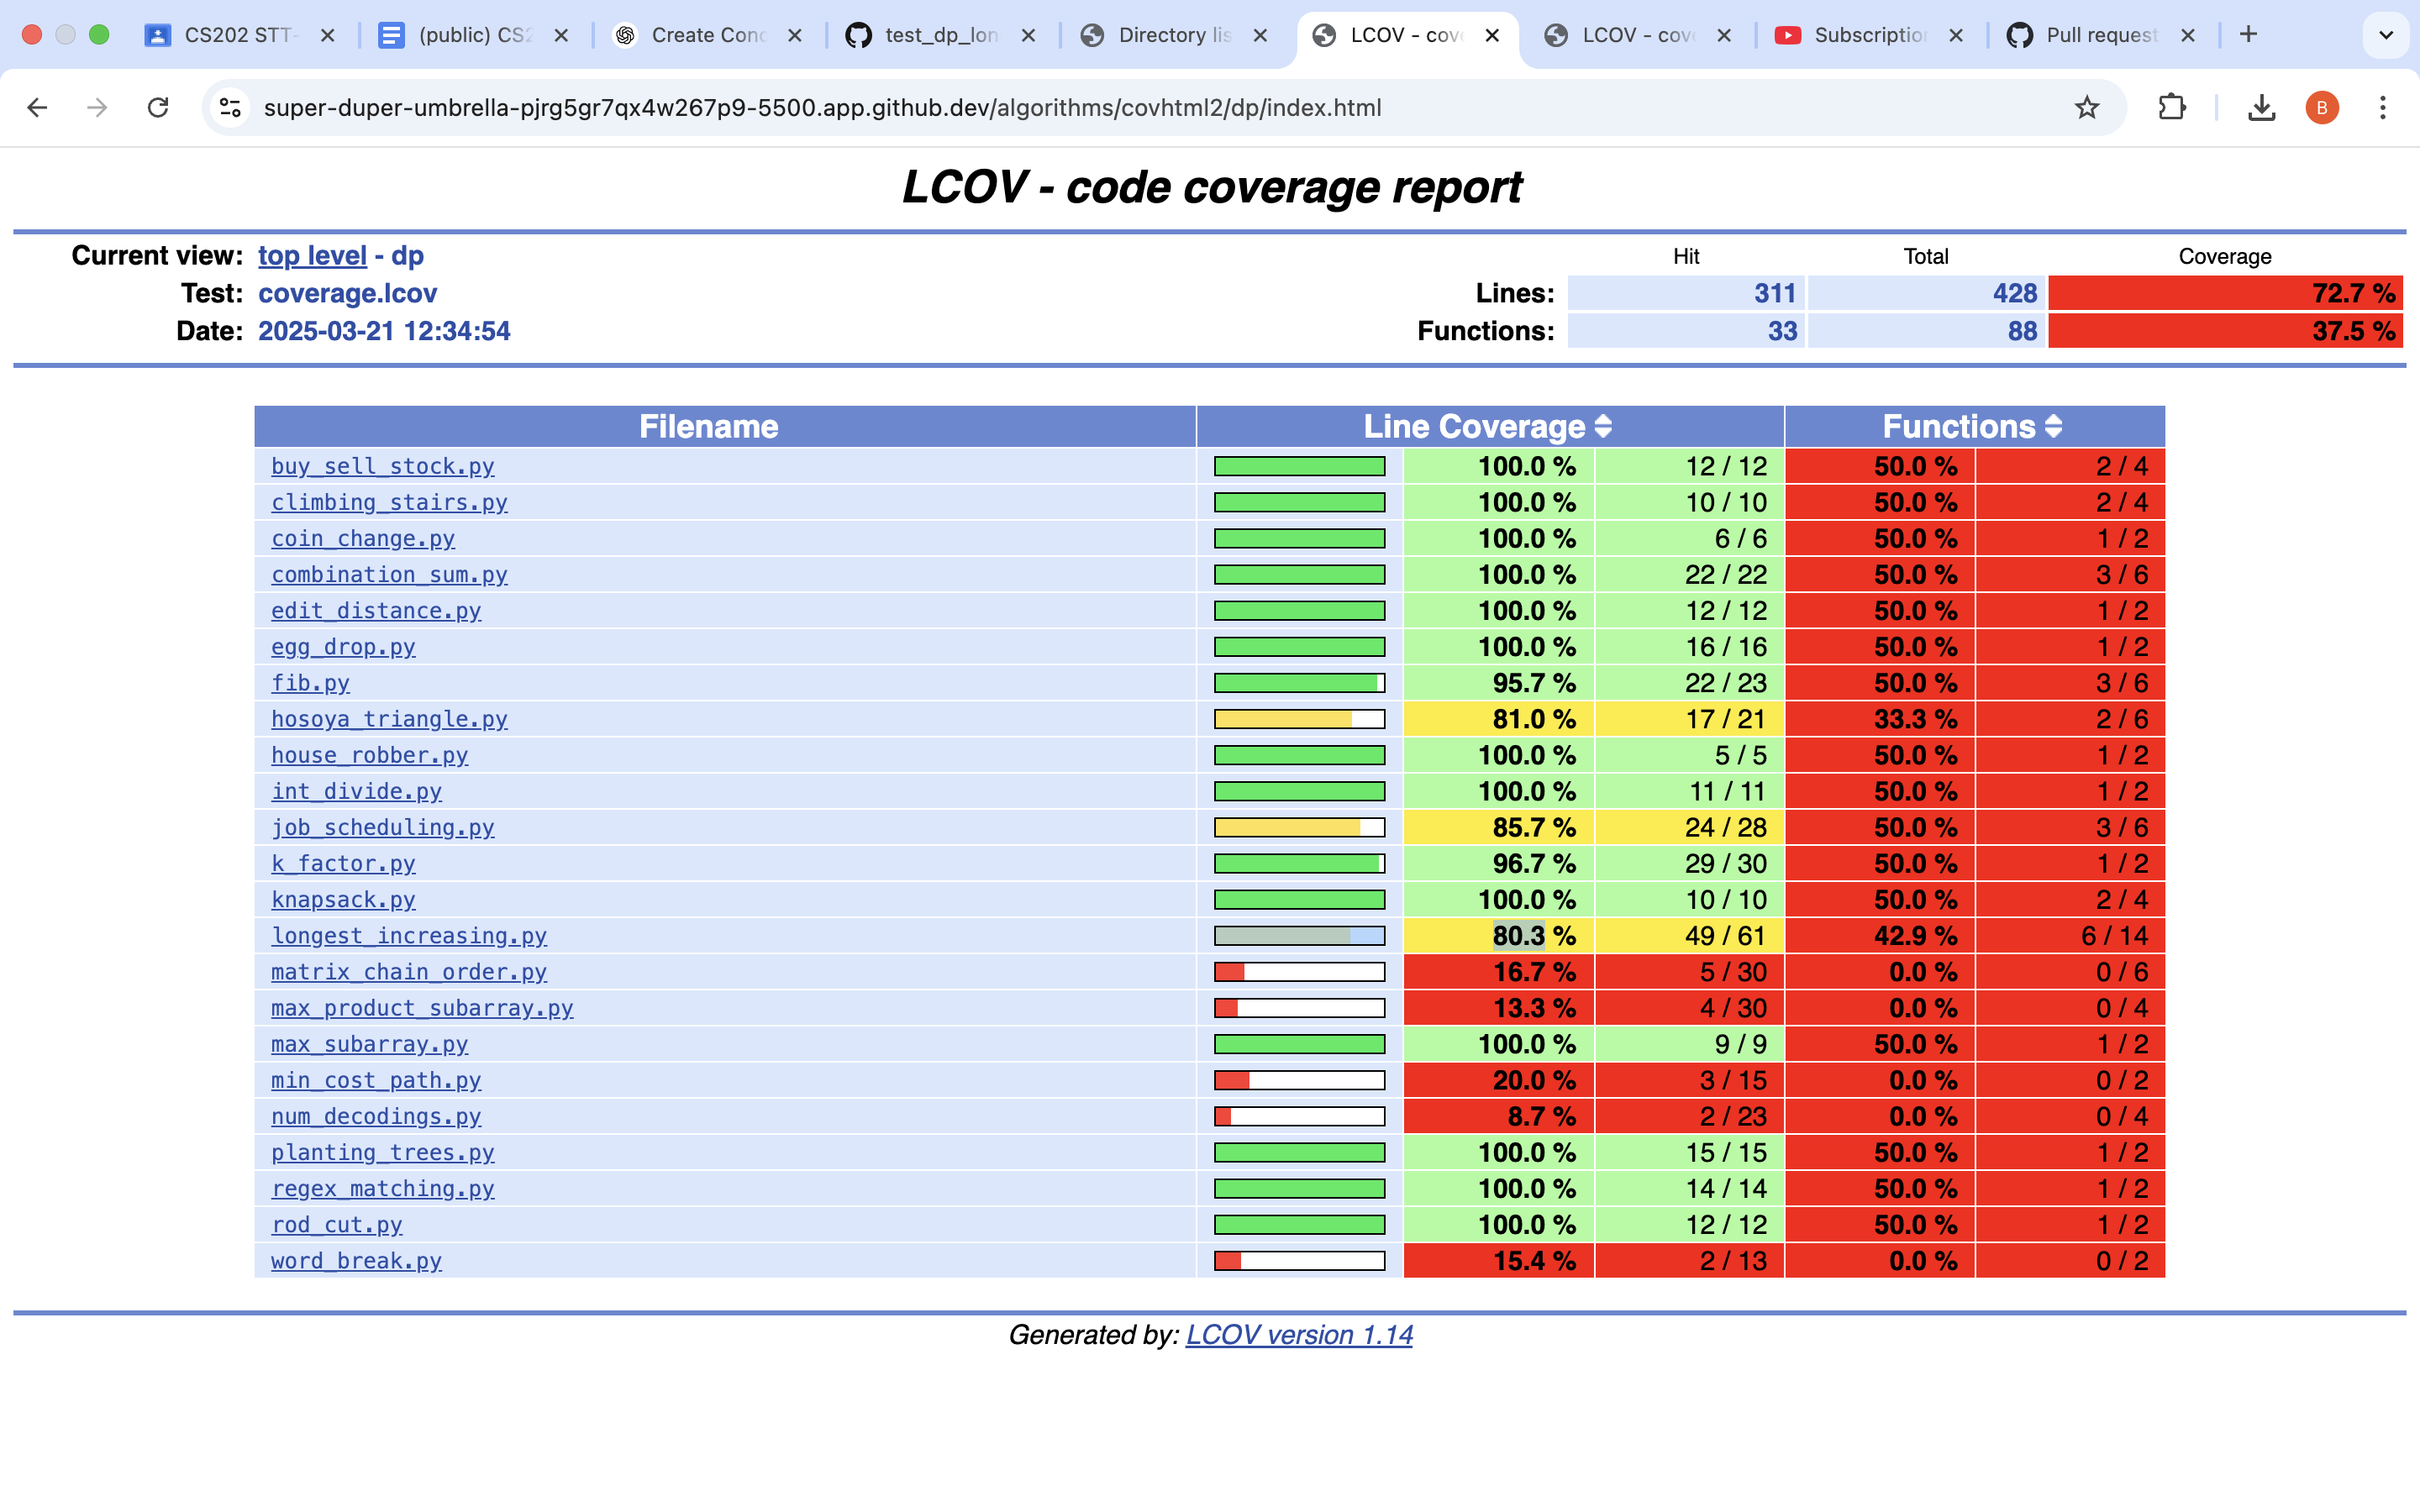 CS202 STT- (public) CS2 Create Conc test_dp_lon Directory lis LCOV - cove LCOV - cove Subscription Pull request
super-duper-umbrella-pjrg5gr7qx4w267p9-5500.app.github.dev/algorithms/covhtml2/dp/index.html B
LCOV - code coverage report
Current view: top level - dp Hit Total Coverage
Test: coverage.lcov Lines: 311 428 72.7 %
Date: 2025-03-21 12:34:54 Functions: 33 88 37.5 %
Filename Line Coverage Functions
buy_sell_stock.py 100.0 % 12 / 12 50.0 % 2 / 4
climbing_stairs.py 100.0 % 10 / 10 50.0 % 2 / 4
coin_change.py 100.0 % 6 / 6 50.0 % 1 / 2
combination_sum.py 100.0 % 22 / 22 50.0 % 3 / 6
edit_distance.py 100.0 % 12 / 12 50.0 % 1 / 2
egg_drop.py 100.0 % 16 / 16 50.0 % 1 / 2
fib.py 95.7 % 22 / 23 50.0 % 3 / 6
hosoya_triangle.py 81.0 % 17 / 21 33.3 % 2 / 6
house_robber.py 100.0 % 5 / 5 50.0 % 1 / 2
int_divide.py 100.0 % 11 / 11 50.0 % 1 / 2
job_scheduling.py 85.7 % 24 / 28 50.0 % 3 / 6
k_factor.py 96.7 % 29 / 30 50.0 % 1 / 2
knapsack.py 100.0 % 10 / 10 50.0 % 2 / 4
longest_increasing.py 80.3 % 49 / 61 42.9 % 6 / 14
matrix_chain_order.py 16.7 % 5 / 30 0.0 % 0 / 6
max_product_subarray.py 13.3 % 4 / 30 0.0 % 0 / 4
max_subarray.py 100.0 % 9 / 9 50.0 % 1 / 2
min_cost_path.py 20.0 % 3 / 15 0.0 % 0 / 2
num_decodings.py 8.7 % 2 / 23 0.0 % 0 / 4
planting_trees.py 100.0 % 15 / 15 50.0 % 1 / 2
regex_matching.py 100.0 % 14 / 14 50.0 % 1 / 2
rod_cut.py 100.0 % 12 / 12 50.0 % 1 / 2
word_break.py 15.4 % 2 / 13 0.0 % 0 / 2
Generated by: LCOV version 1.14